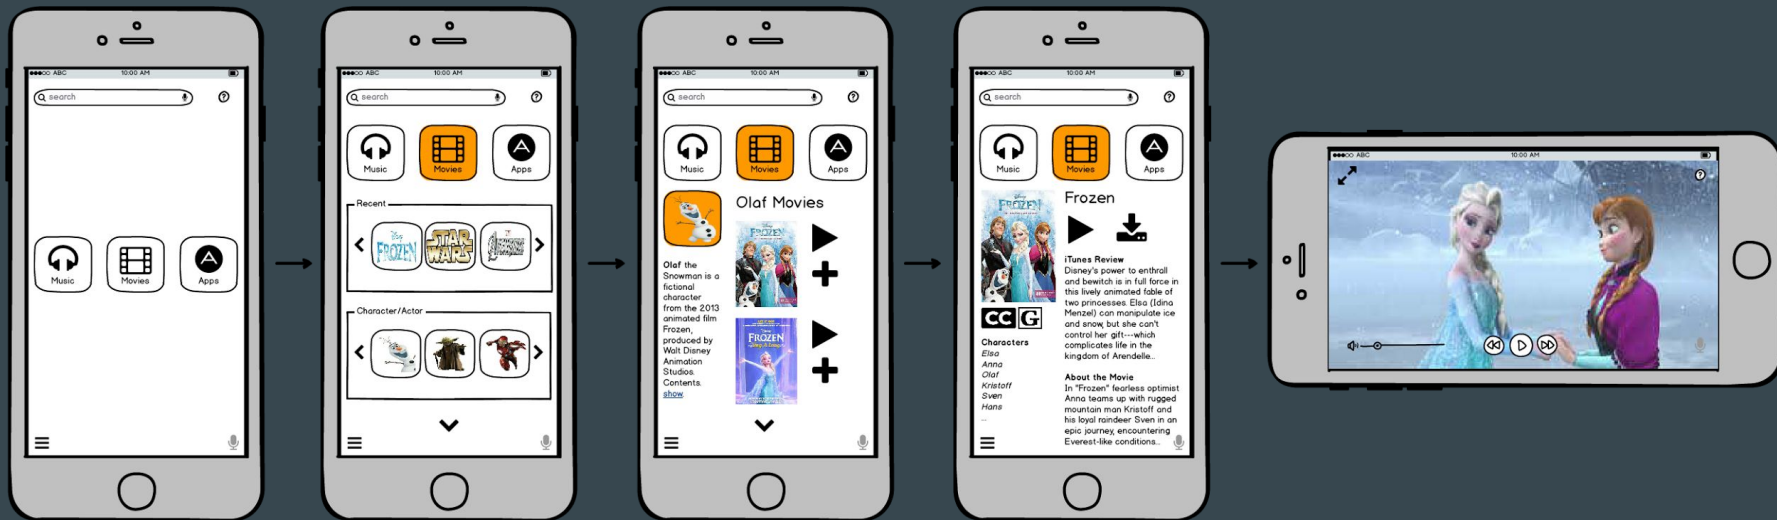 ABC 10:00 AM
search
?
Music Movies Apps
ABC 10:00 AM
search
?
Music Movies Apps
Recent
Disney
FROZEN
STAR
WARS
Character/Actor
ABC 10:00 AM
search
?
Music Movies Apps
Olaf Movies
Olaf the
Snowman is a
fictional
character
from the 2013
animated film
Frozen,
produced by
Walt Disney
Animation
Studios.
Contents.
show
Disney
FROZEN
Disney
FROZEN
Sing-A-Long
ABC 10:00 AM
search
?
Music Movies Apps
Disney
FROZEN
CC G
Characters
Elsa
Anna
Olaf
Kristoff
Sven
Hans
...
Frozen
iTunes Review
Disney's power to enthrall
and bewitch is in full force in
this lively animated fable of
two princesses. Elsa (Idina
Menzel) can manipulate ice
and snow, but she can't
control her gift---which
complicates life in the
kingdom of Arendelle...
About the Movie
In "Frozen" fearless optimist
Anna teams up with rugged
mountain man Kristoff and
his loyal raindeer Sven in an
epic journey, encountering
Everest-like conditions...
ABC 10:00 AM
?